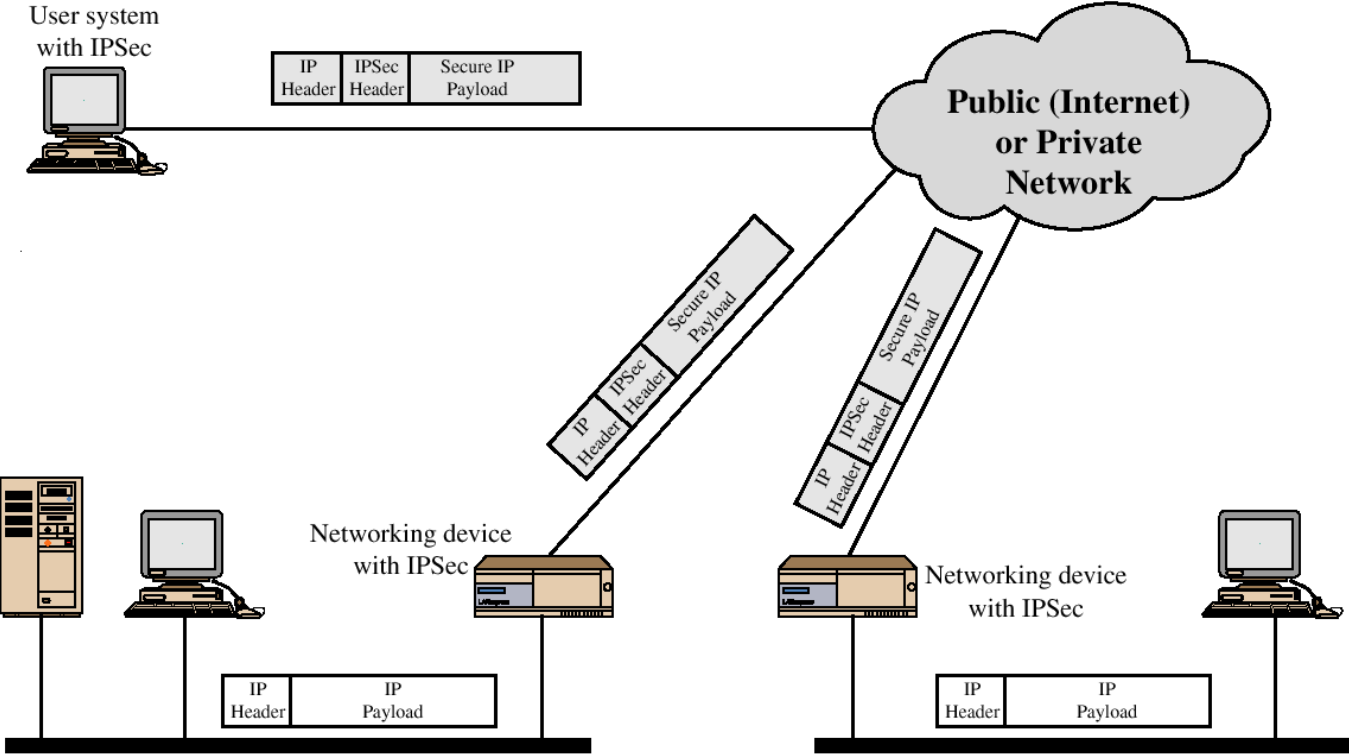 User system
with IPSec
IP
Header
IPSec
Header
Secure IP
Payload
Public (Internet)
or Private
Network
Secure IP
Payload
IPSec
Header
IP
Header
Secure IP
Payload
IPSec
Header
IP
Header
Networking device
with IPSec
Networking device
with IPSec
IP
Header
IP
Payload
IP
Header
IP
Payload